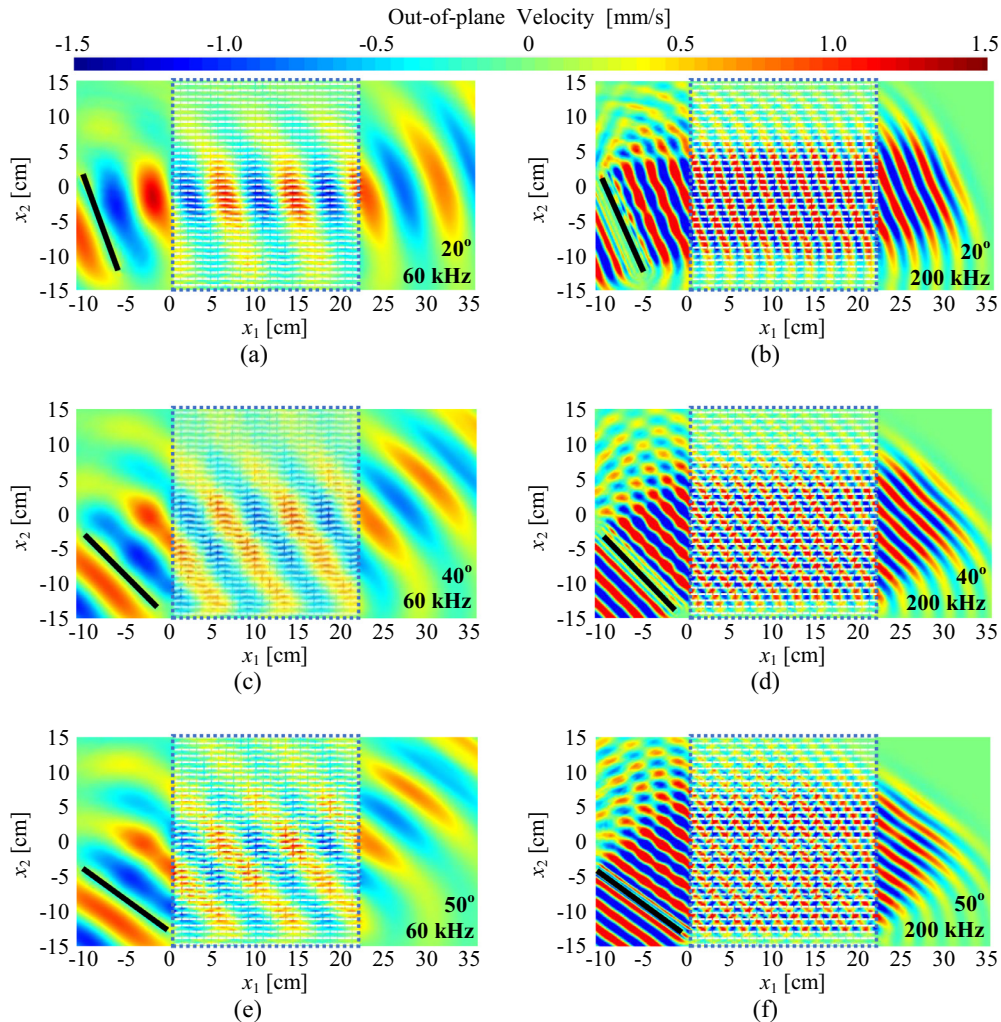 Out-of-plane Velocity [mm/s]
-1.5 -1.0 -0.5 0 0.5 1.0 1.5
15
10
5
0
-5
-10
-15
x2 [cm]
20o
60 kHz
-10 -5 0 5 10 15 20 25 30 35
x1 [cm]
(a)
15
10
5
0
-5
-10
-15
x2 [cm]
20o
200 kHz
-10 -5 0 5 10 15 20 25 30 35
x1 [cm]
(b)
15
10
5
0
-5
-10
-15
x2 [cm]
40o
60 kHz
-10 -5 0 5 10 15 20 25 30 35
x1 [cm]
(c)
15
10
5
0
-5
-10
-15
x2 [cm]
40o
200 kHz
-10 -5 0 5 10 15 20 25 30 35
x1 [cm]
(d)
15
10
5
0
-5
-10
-15
x2 [cm]
50o
60 kHz
-10 -5 0 5 10 15 20 25 30 35
x1 [cm]
(e)
15
10
5
0
-5
-10
-15
x2 [cm]
50o
200 kHz
-10 -5 0 5 10 15 20 25 30 35
x1 [cm]
(f)